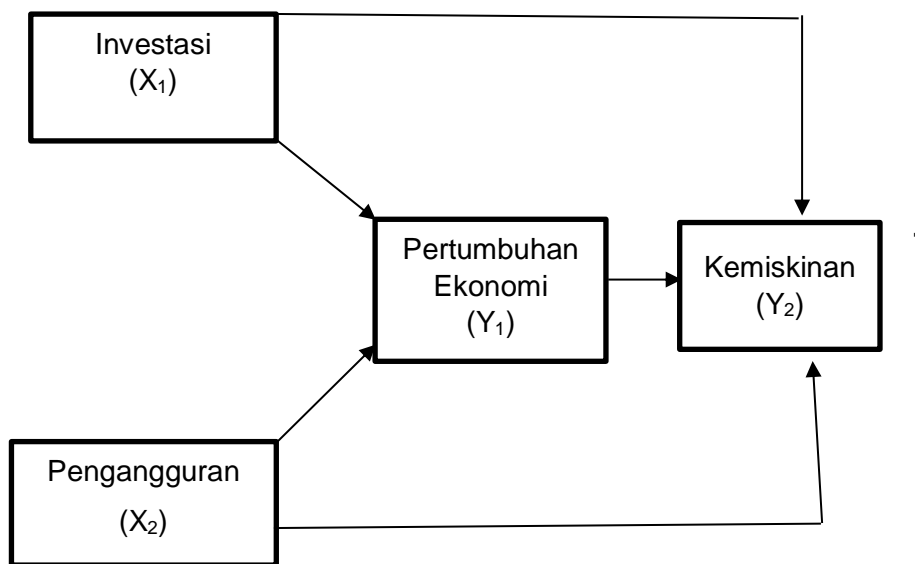 Investasi
(X₁)
Pertumbuhan
Ekonomi
(Y₁)
Kemiskinan
(Y₂)
Pengangguran
(X₂)